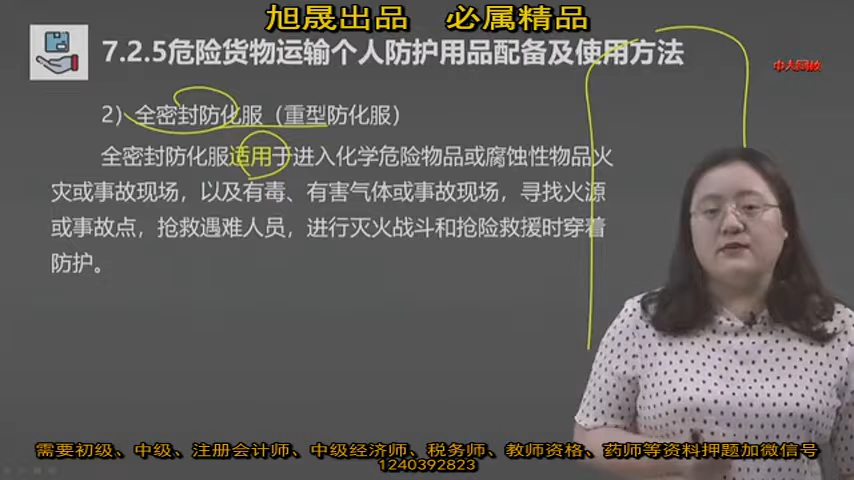 旭晟出品 必属精品
7.2.5危险货物运输个人防护用品配备及使用方法
中大网校
2）全密封防化服（重型防化服）
全密封防化服适用于进入化学危险物品或腐蚀性物品火
灾或事故现场，以及有毒、有害气体或事故现场，寻找火源
或事故点，抢救遇难人员，进行灭火战斗和抢险救援时穿着
防护。
需要初级、中级、注册会计师、中级经济师、税务师、教师资格、药师等资料押题加微信号
1240392823